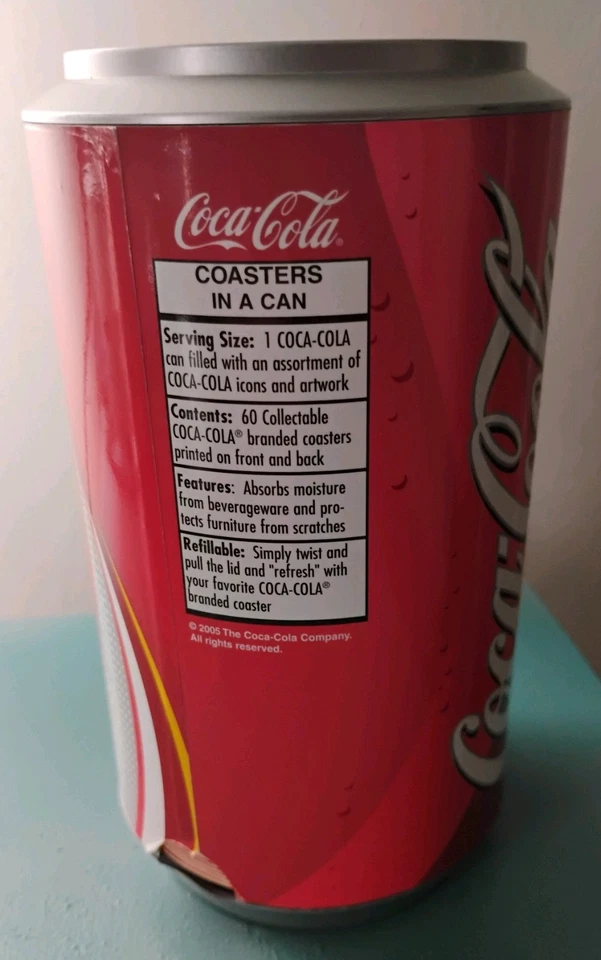 Coca-Cola®
COASTERS
IN A CAN
Serving Size: 1 COCA-COLA
can filled with an assortment of
COCA-COLA icons and artwork
Contents: 60 Collectable
COCA-COLA® branded coasters
printed on front and back
Features: Absorbs moisture
from beverageware and pro-
tects furniture from scratches
Refillable: Simply twist and
pull the lid and "refresh" with
your favorite COCA-COLA®
branded coaster
© 2005 The Coca-Cola Company.
All rights reserved.
Coca-Cola